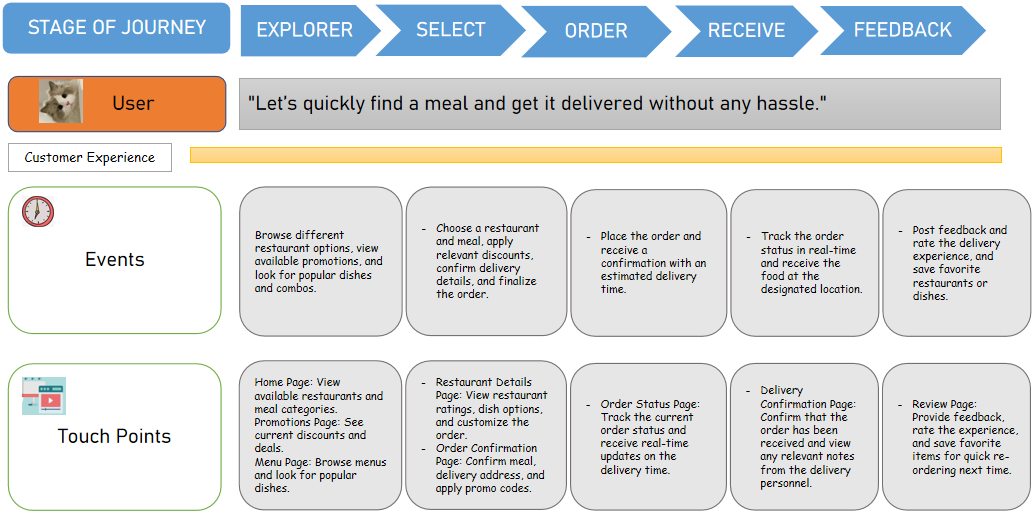 STAGE OF JOURNEY
EXPLORER
SELECT
ORDER
RECEIVE
FEEDBACK
User
"Let's quickly find a meal and get it delivered without any hassle."
Customer Experience
Events
Browse different
restaurant options, view
available promotions, and
look for popular dishes
and combos.
- Choose a restaurant
and meal, apply
relevant discounts,
confirm delivery
details, and finalize
the order.
- Place the order and
receive a
confirmation with an
estimated delivery
time.
- Track the order
status in real-time
and receive the
food at the
designated location.
- Post feedback and
rate the delivery
experience, and
save favorite
restaurants or
dishes.
Touch Points
Home Page: View
available restaurants and
meal categories.
Promotions Page: See
current discounts and
deals.
Menu Page: Browse menus
and look for popular
dishes.
- Restaurant Details
Page: View restaurant
ratings, dish options,
and customize the
order.
- Order Confirmation
Page: Confirm meal,
delivery address, and
apply promo codes.
- Order Status Page:
Track the current
order status and
receive real-time
updates on the
delivery time.
- Delivery
Confirmation Page:
Confirm that the
order has been
received and view
any relevant notes
from the delivery
personnel.
- Review Page:
Provide feedback,
rate the experience,
and save favorite
items for quick re-
ordering next time.